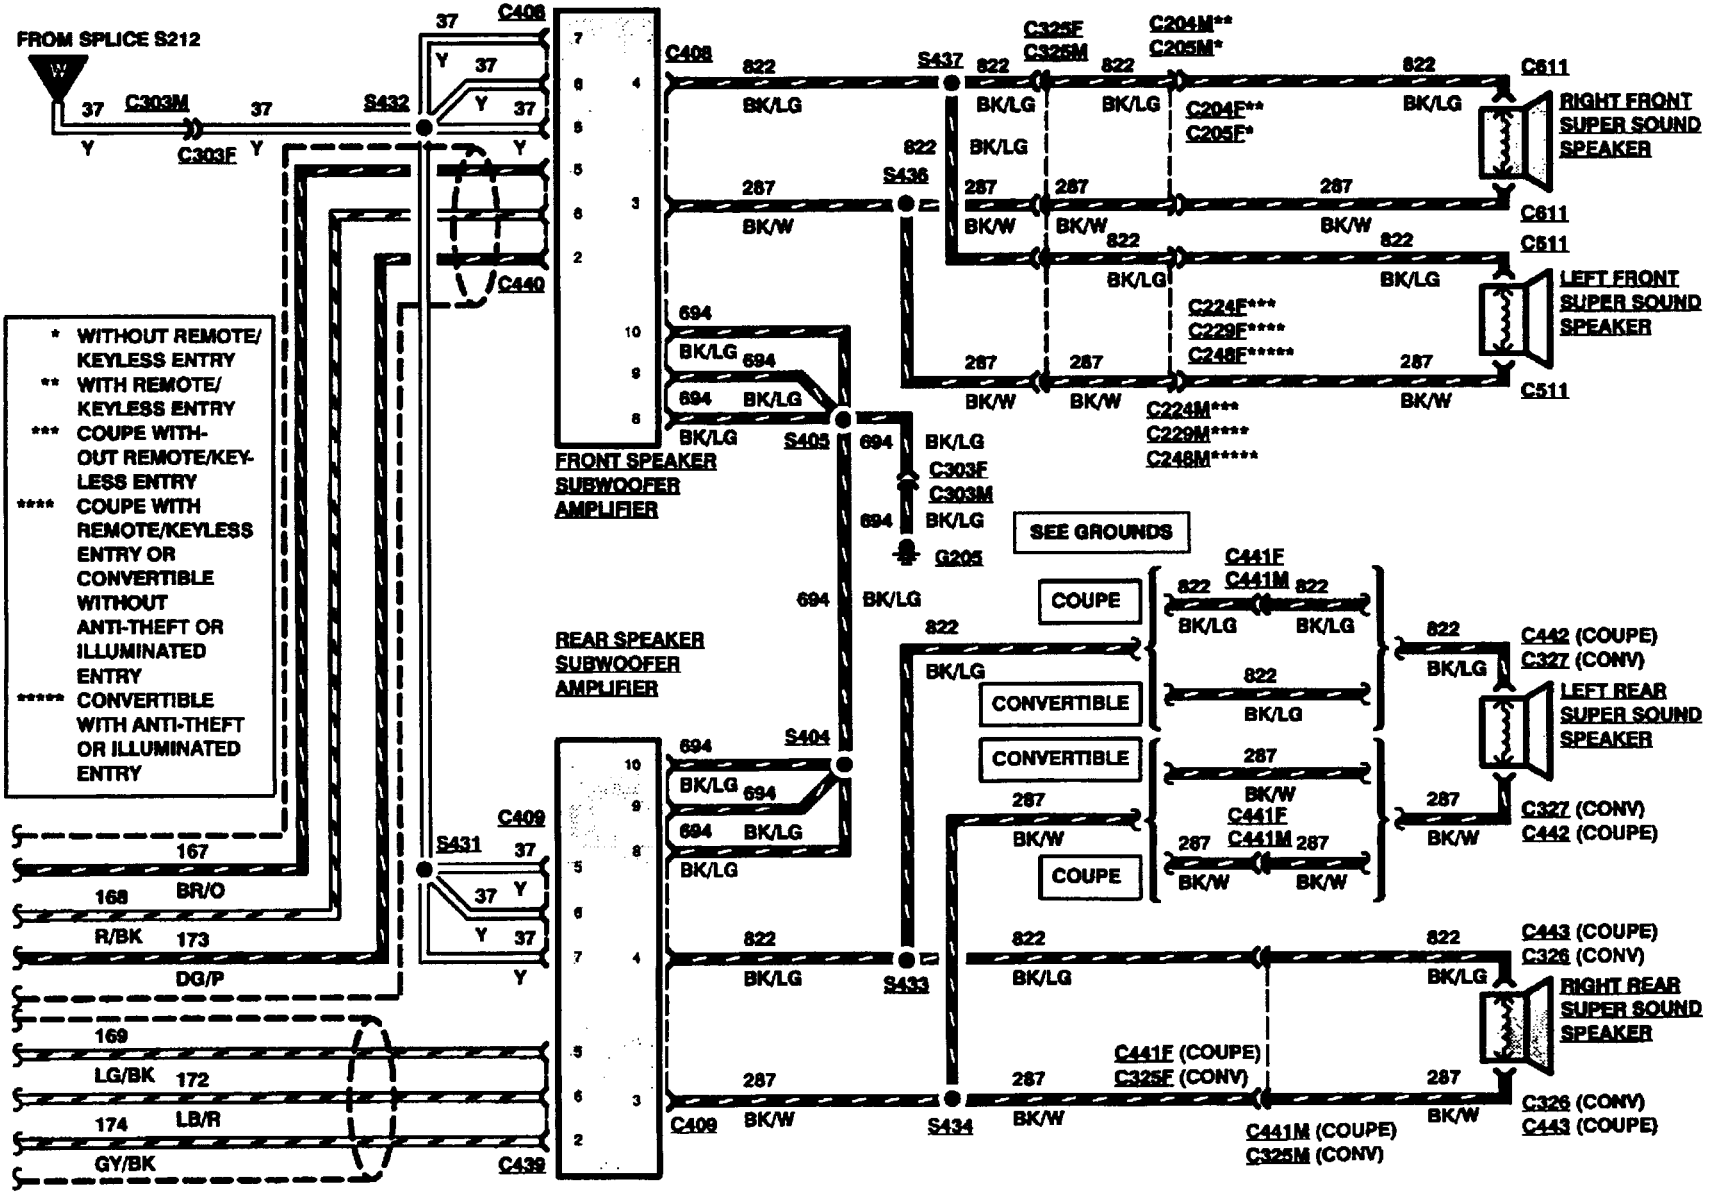 FROM SPLICE S212
W
37
Y
C303M
C303F
37
Y
S432
37
Y
37
Y
37
Y
C406
7
6
5
5
6
2
C440
4
3
10
9
8
FRONT SPEAKER
SUBWOOFER
AMPLIFIER
C408
822
BK/LG
S437
822
BK/LG
C325F
C325M
822
BK/LG
C204M**
C205M*
C204F**
C205F*
822
BK/LG
C611
RIGHT FRONT
SUPER SOUND
SPEAKER
C611
287
BK/W
S436
822
BK/LG
287
BK/W
287
BK/W
287
BK/W
822
BK/LG
822
BK/LG
C511
LEFT FRONT
SUPER SOUND
SPEAKER
C511
C224F***
C229F****
C248F*****
287
BK/W
287
BK/W
287
BK/W
C224M***
C229M****
C248M*****
694
BK/LG
694
BK/LG
694
BK/LG
S405
694
BK/LG
C303F
C303M
694
BK/LG
G205
SEE GROUNDS
694
BK/LG
* WITHOUT REMOTE/
KEYLESS ENTRY
** WITH REMOTE/
KEYLESS ENTRY
*** COUPE WITH-
OUT REMOTE/KEY-
LESS ENTRY
**** COUPE WITH
REMOTE/KEYLESS
ENTRY OR
CONVERTIBLE
WITHOUT
ANTI-THEFT OR
ILLUMINATED
ENTRY
***** CONVERTIBLE
WITH ANTI-THEFT
OR ILLUMINATED
ENTRY
167
BR/O
168
R/BK
173
DG/P
169
LG/BK
172
LB/R
174
GY/BK
REAR SPEAKER
SUBWOOFER
AMPLIFIER
C409
S431
37
Y
37
Y
37
Y
5
6
7
5
6
2
C439
10
9
8
4
3
694
BK/LG
694
BK/LG
694
BK/LG
S404
822
BK/LG
S433
287
BK/W
C409
S434
822
BK/LG
287
BK/W
COUPE
822
BK/LG
C441F
C441M
822
BK/LG
CONVERTIBLE
822
BK/LG
CONVERTIBLE
287
BK/W
C441F
C441M
COUPE
287
BK/W
287
BK/W
822
BK/LG
C442 (COUPE)
C327 (CONV)
LEFT REAR
SUPER SOUND
SPEAKER
287
BK/W
C327 (CONV)
C442 (COUPE)
822
BK/LG
822
BK/LG
C443 (COUPE)
C326 (CONV)
RIGHT REAR
SUPER SOUND
SPEAKER
C441F (COUPE)
C325F (CONV)
287
BK/W
287
BK/W
C441M (COUPE)
C325M (CONV)
C326 (CONV)
C443 (COUPE)